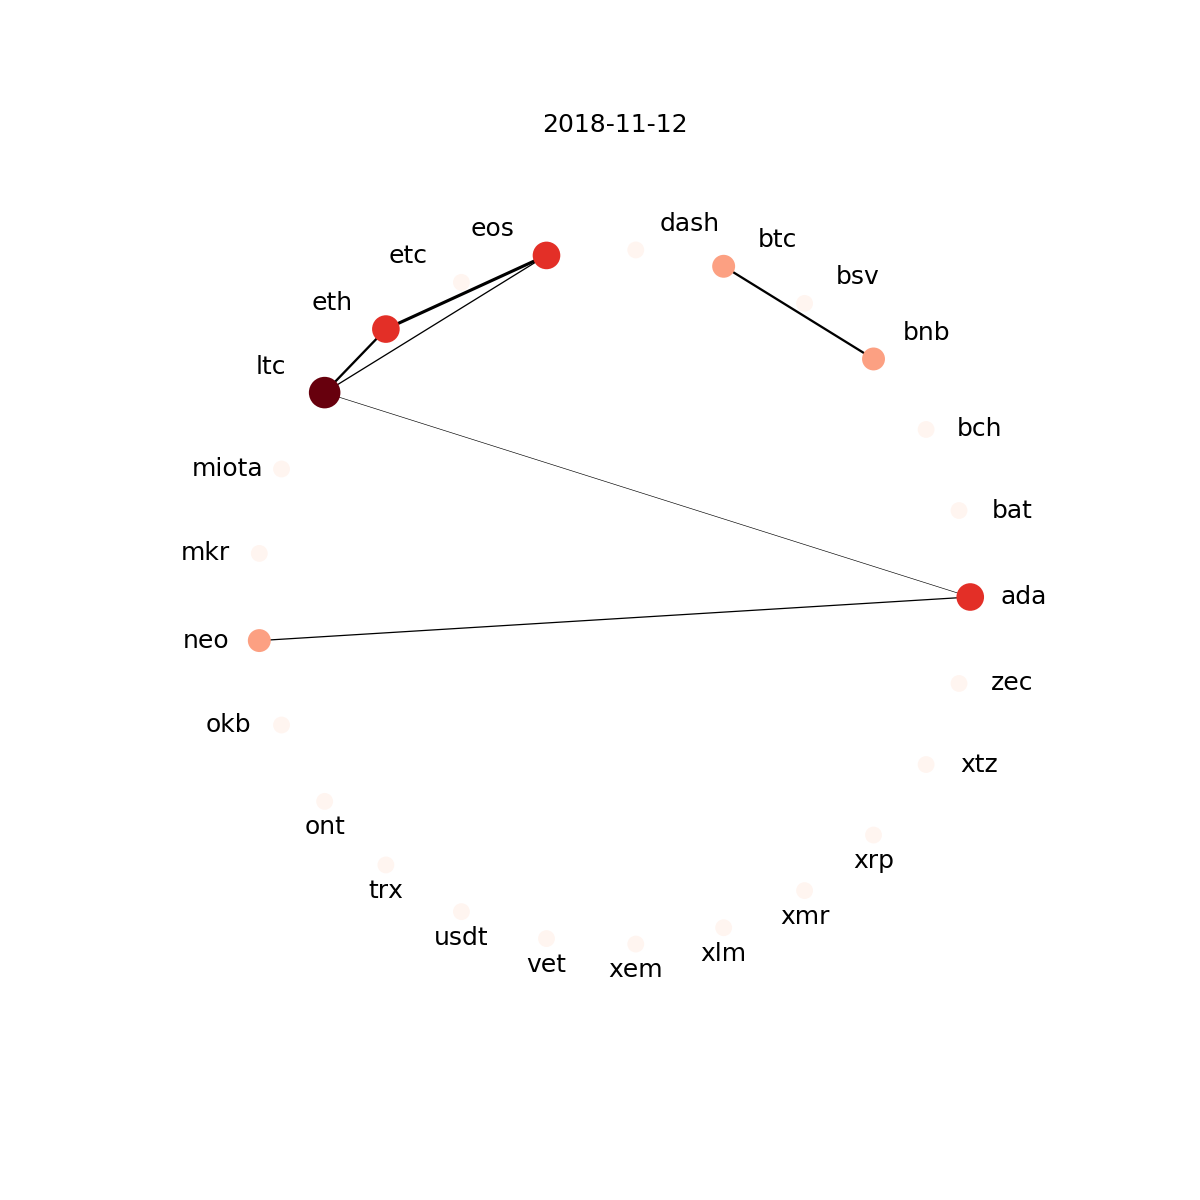 2018-11-12
dash
eos
btc
etc
bsv
eth
bnb
ltc
bch
miota
bat
mkr
ada
neo
zec
okb
xtz
ont
xrp
trx
xmr
usdt
xlm
vet
xem